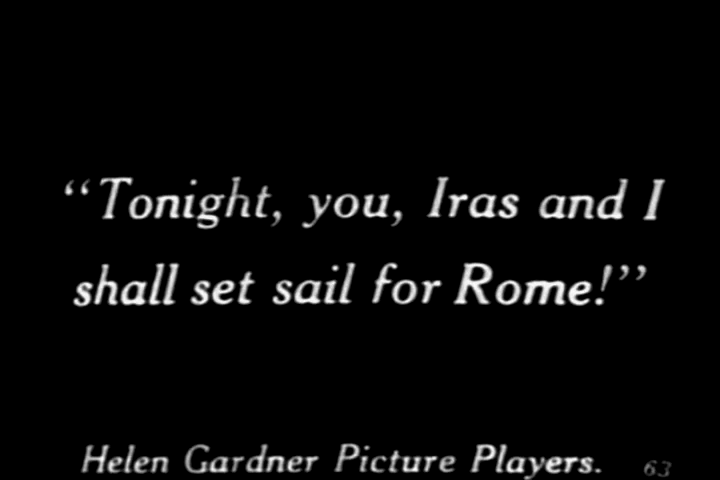 “Tonight, you, Iras and I
shall set sail for Rome!”
Helen Gardner Picture Players. 63